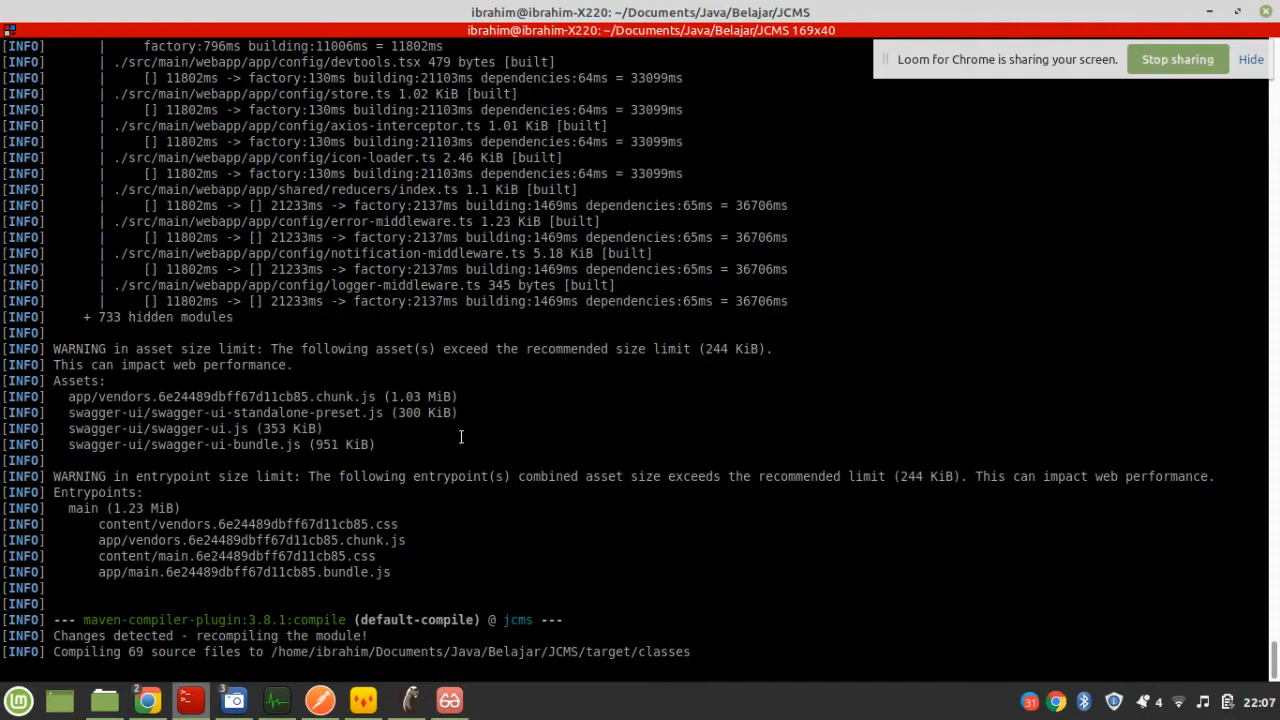 ibrahim@ibrahim-X220: ~/Documents/Java/Belajar/JCMS
ibrahim@ibrahim-X220: ~/Documents/Java/Belajar/JCMS 169x40
Loom for Chrome is sharing your screen. Stop sharing Hide
[INFO] | factory:796ms building:11006ms = 11802ms
[INFO] | ./src/main/webapp/app/config/devtools.tsx 479 bytes [built]
[INFO] | [] 11802ms -> factory:130ms building:21103ms dependencies:64ms = 33099ms
[INFO] | ./src/main/webapp/app/config/store.ts 1.02 KiB [built]
[INFO] | [] 11802ms -> factory:130ms building:21103ms dependencies:64ms = 33099ms
[INFO] | ./src/main/webapp/app/config/axios-interceptor.ts 1.01 KiB [built]
[INFO] | [] 11802ms -> factory:130ms building:21103ms dependencies:64ms = 33099ms
[INFO] | ./src/main/webapp/app/config/icon-loader.ts 2.46 KiB [built]
[INFO] | [] 11802ms -> factory:130ms building:21103ms dependencies:64ms = 33099ms
[INFO] | ./src/main/webapp/app/shared/reducers/index.ts 1.1 KiB [built]
[INFO] | [] 11802ms -> [] 21233ms -> factory:2137ms building:1469ms dependencies:65ms = 36706ms
[INFO] | ./src/main/webapp/app/config/error-middleware.ts 1.23 KiB [built]
[INFO] | [] 11802ms -> [] 21233ms -> factory:2137ms building:1469ms dependencies:65ms = 36706ms
[INFO] | ./src/main/webapp/app/config/notification-middleware.ts 5.18 KiB [built]
[INFO] | [] 11802ms -> [] 21233ms -> factory:2137ms building:1469ms dependencies:65ms = 36706ms
[INFO] | ./src/main/webapp/app/config/logger-middleware.ts 345 bytes [built]
[INFO] | [] 11802ms -> [] 21233ms -> factory:2137ms building:1469ms dependencies:65ms = 36706ms
[INFO] + 733 hidden modules
[INFO]
[INFO] WARNING in asset size limit: The following asset(s) exceed the recommended size limit (244 KiB).
[INFO] This can impact web performance.
[INFO] Assets:
[INFO] app/vendors.6e24489dbff67d11cb85.chunk.js (1.03 MiB)
[INFO] swagger-ui/swagger-ui-standalone-preset.js (300 KiB)
[INFO] swagger-ui/swagger-ui.js (353 KiB)
[INFO] swagger-ui/swagger-ui-bundle.js (951 KiB)
[INFO]
[INFO] WARNING in entrypoint size limit: The following entrypoint(s) combined asset size exceeds the recommended limit (244 KiB). This can impact web performance.
[INFO] Entrypoints:
[INFO] main (1.23 MiB)
[INFO] content/vendors.6e24489dbff67d11cb85.css
[INFO] app/vendors.6e24489dbff67d11cb85.chunk.js
[INFO] content/main.6e24489dbff67d11cb85.css
[INFO] app/main.6e24489dbff67d11cb85.bundle.js
[INFO]
[INFO]
[INFO] --- maven-compiler-plugin:3.8.1:compile (default-compile) @ jcms ---
[INFO] Changes detected - recompiling the module!
[INFO] Compiling 69 source files to /home/ibrahim/Documents/Java/Belajar/JCMS/target/classes
2 3 31 4 22:07